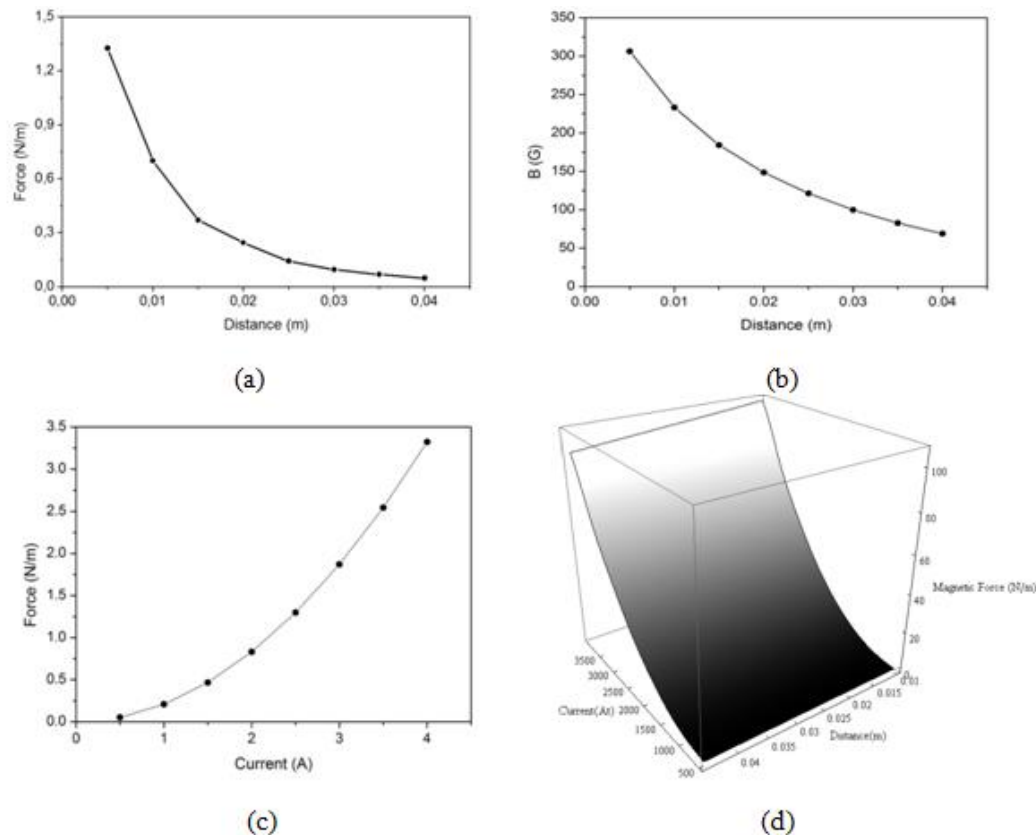 1,5
1,2
0,9
0,6
0,3
0,0
Force (N/m)
0,00 0,01 0,02 0,03 0,04
Distance (m)
(a)
350
300
250
200
150
100
50
0
B (G)
0.00 0.01 0.02 0.03 0.04
Distance (m)
(b)
3.5
3.0
2.5
2.0
1.5
1.0
0.5
0.0
Force (N/m)
0 1 2 3 4
Current (A)
(c)
100
80
60
40
20
0
Magnetic Force (N/m)
3500
3000
2500
2000
1500
1000
500
Current(At)
0.01
0.015
0.02
0.025
0.03
0.035
0.04
Distance(m)
(d)